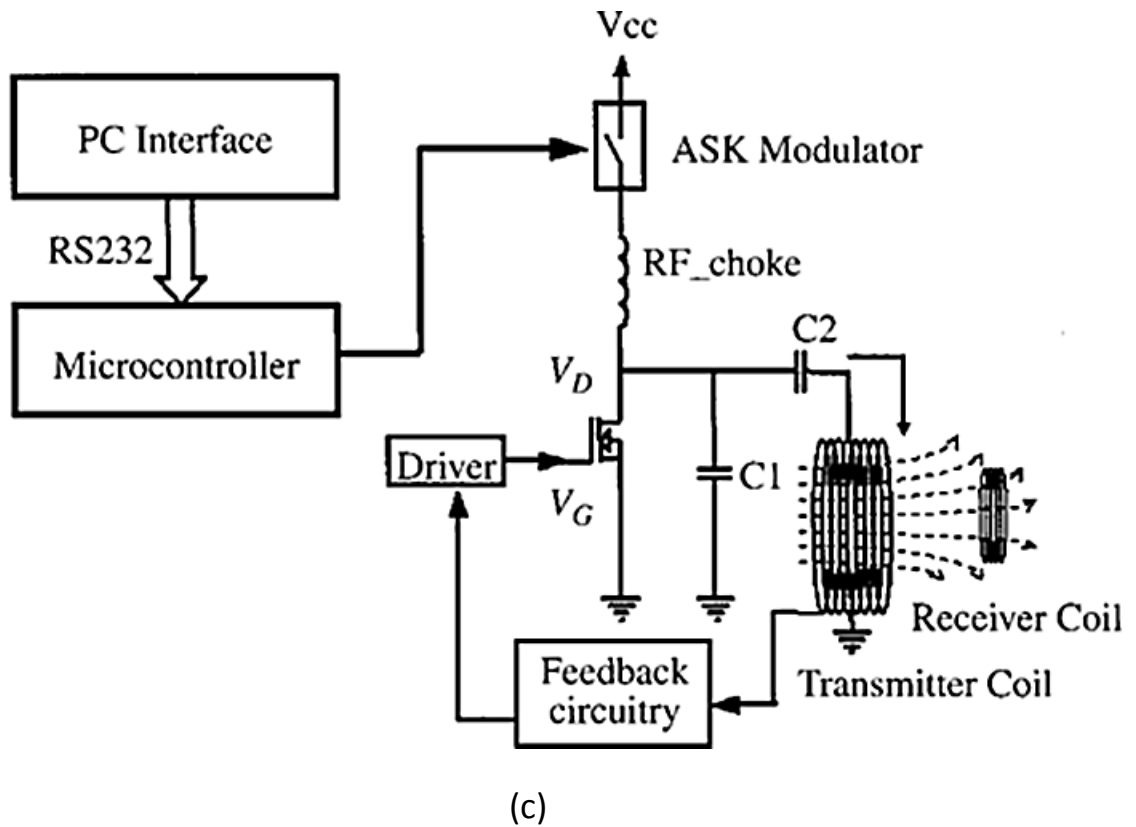 Vcc
PC Interface
ASK Modulator
RS232
RF_choke
Microcontroller
C2
V_D
Driver
C1
V_G
Receiver Coil
Feedback
circuitry
Transmitter Coil
(c)